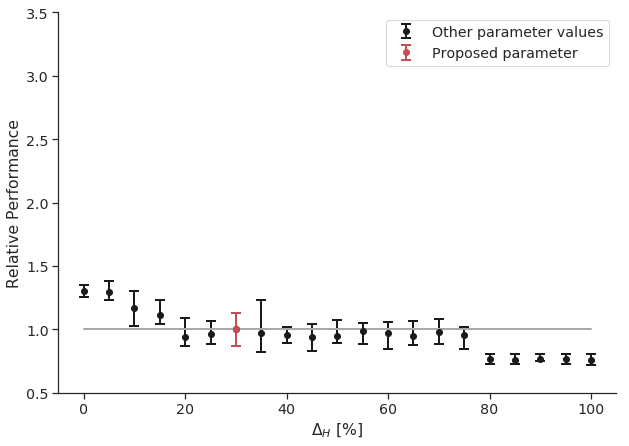 3.5
3.0
2.5
2.0
1.5
1.0
0.5
Relative Performance
Other parameter values
Proposed parameter
0 20 40 60 80 100
Δ_H [%]